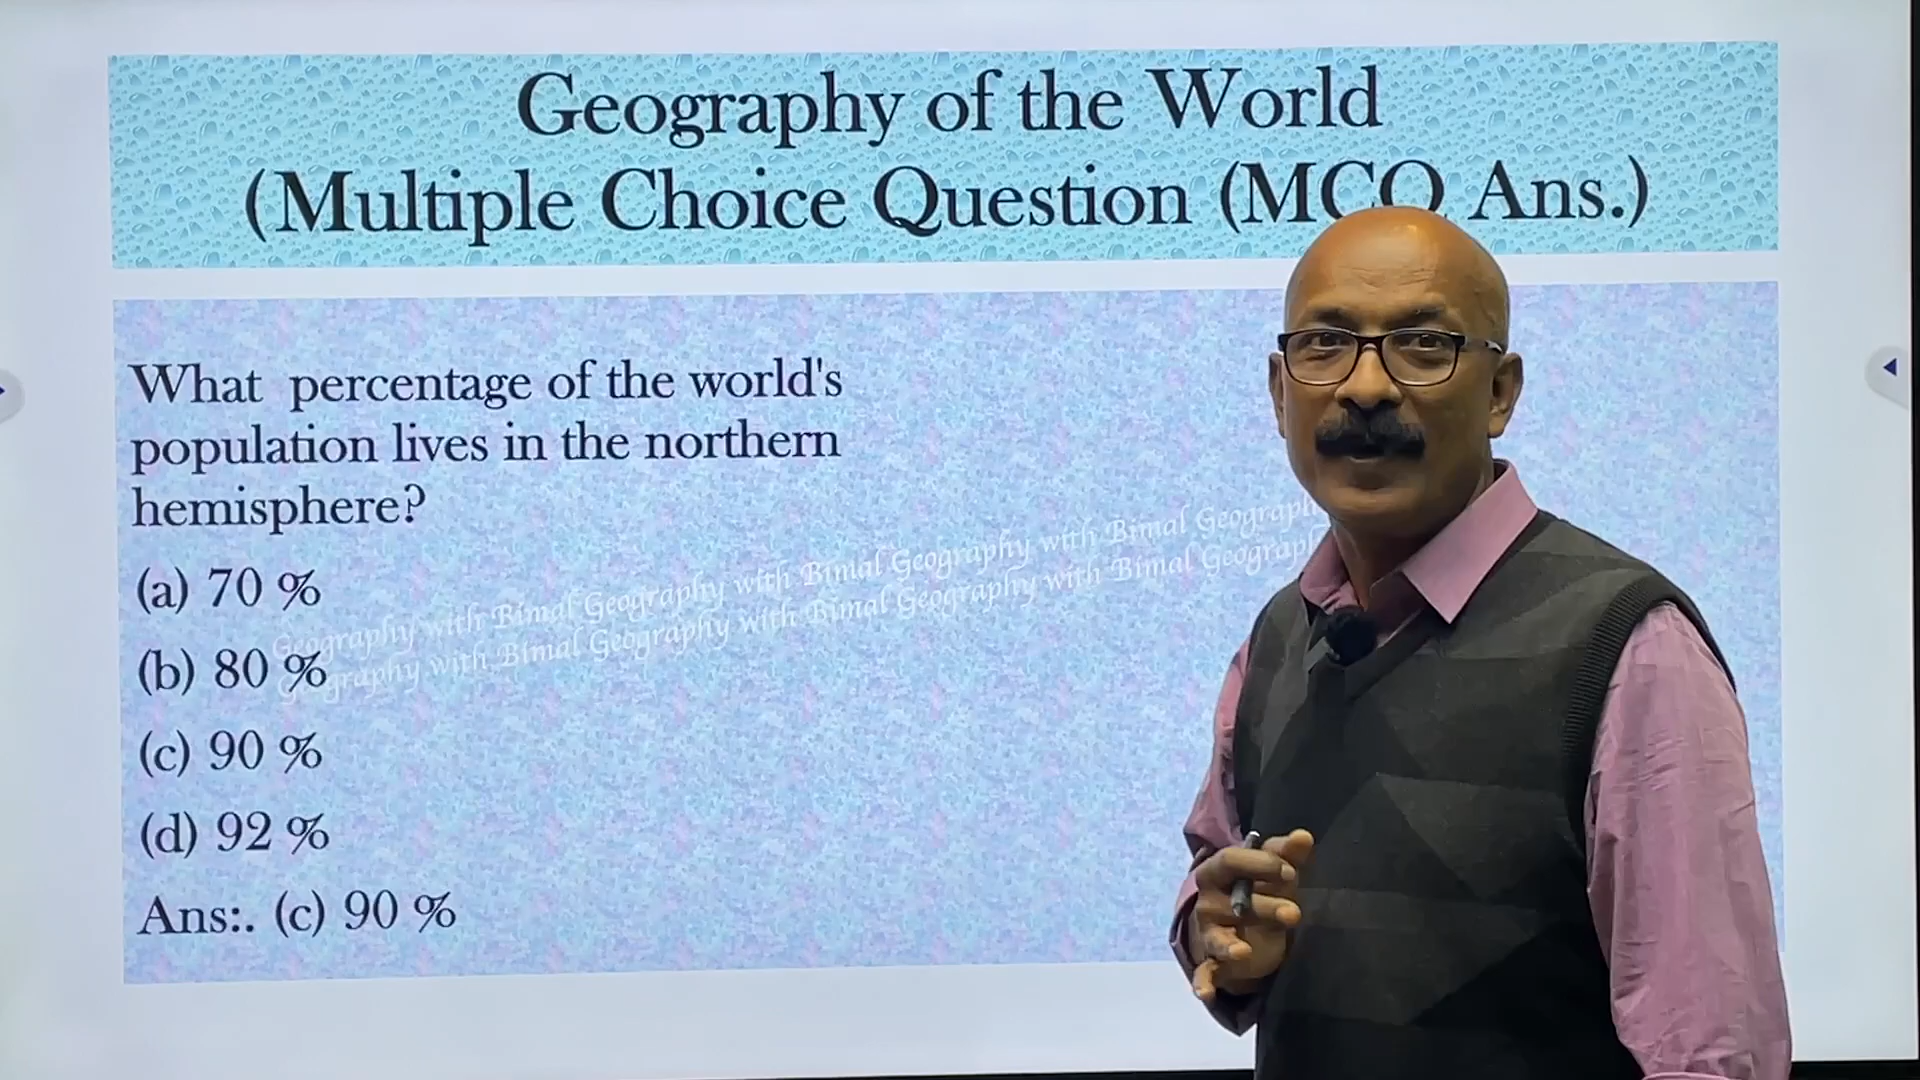 Geography of the World
(Multiple Choice Question (MCQ Ans.)
What percentage of the world's
population lives in the northern
hemisphere?
(a) 70 %
(b) 80 %
(c) 90 %
(d) 92 %
Ans:. (c) 90 %
Geography with Bimal Geography with Bimal Geography with Bimal
Geography with Bimal Geography with Bimal Geography with Bimal